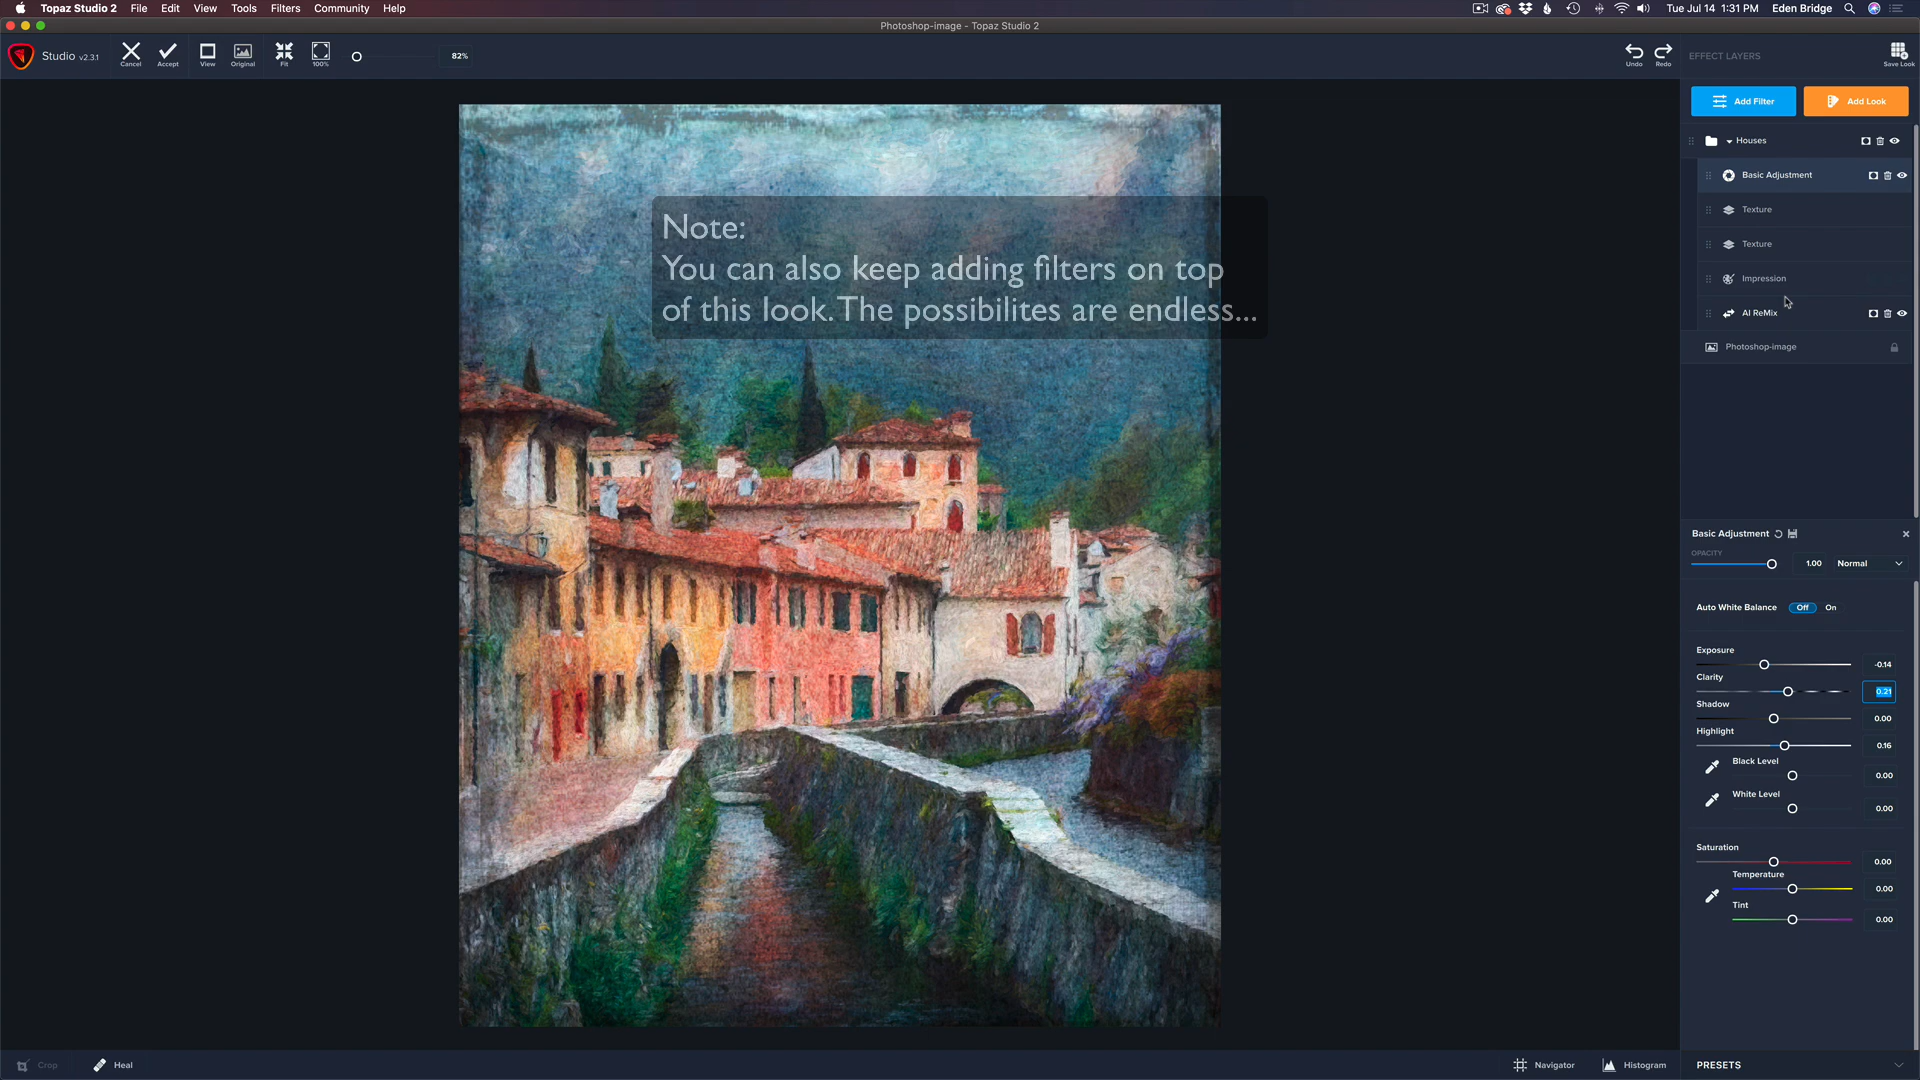 Topaz Studio 2 File Edit View Tools Filters Community Help Tue Jul 14 1:31 PM Eden Bridge
Photoshop-image - Topaz Studio 2
Studio v2.3.1 Cancel Accept View Original Fit 100% 82% Undo Redo EFFECT LAYERS Save Look
Add Filter Add Look
Houses
Basic Adjustment
Texture
Texture
Impression
AI ReMix
Photoshop-image
Note:
You can also keep adding filters on top
of this look. The possibilites are endless...
Basic Adjustment
OPACITY
1.00 Normal
Auto White Balance Off On
Exposure
-0.14
Clarity
0.21
Shadow
0.00
Highlight
0.16
Black Level
0.00
White Level
0.00
Saturation
0.00
Temperature
0.00
Tint
0.00
Crop Heal Navigator Histogram PRESETS